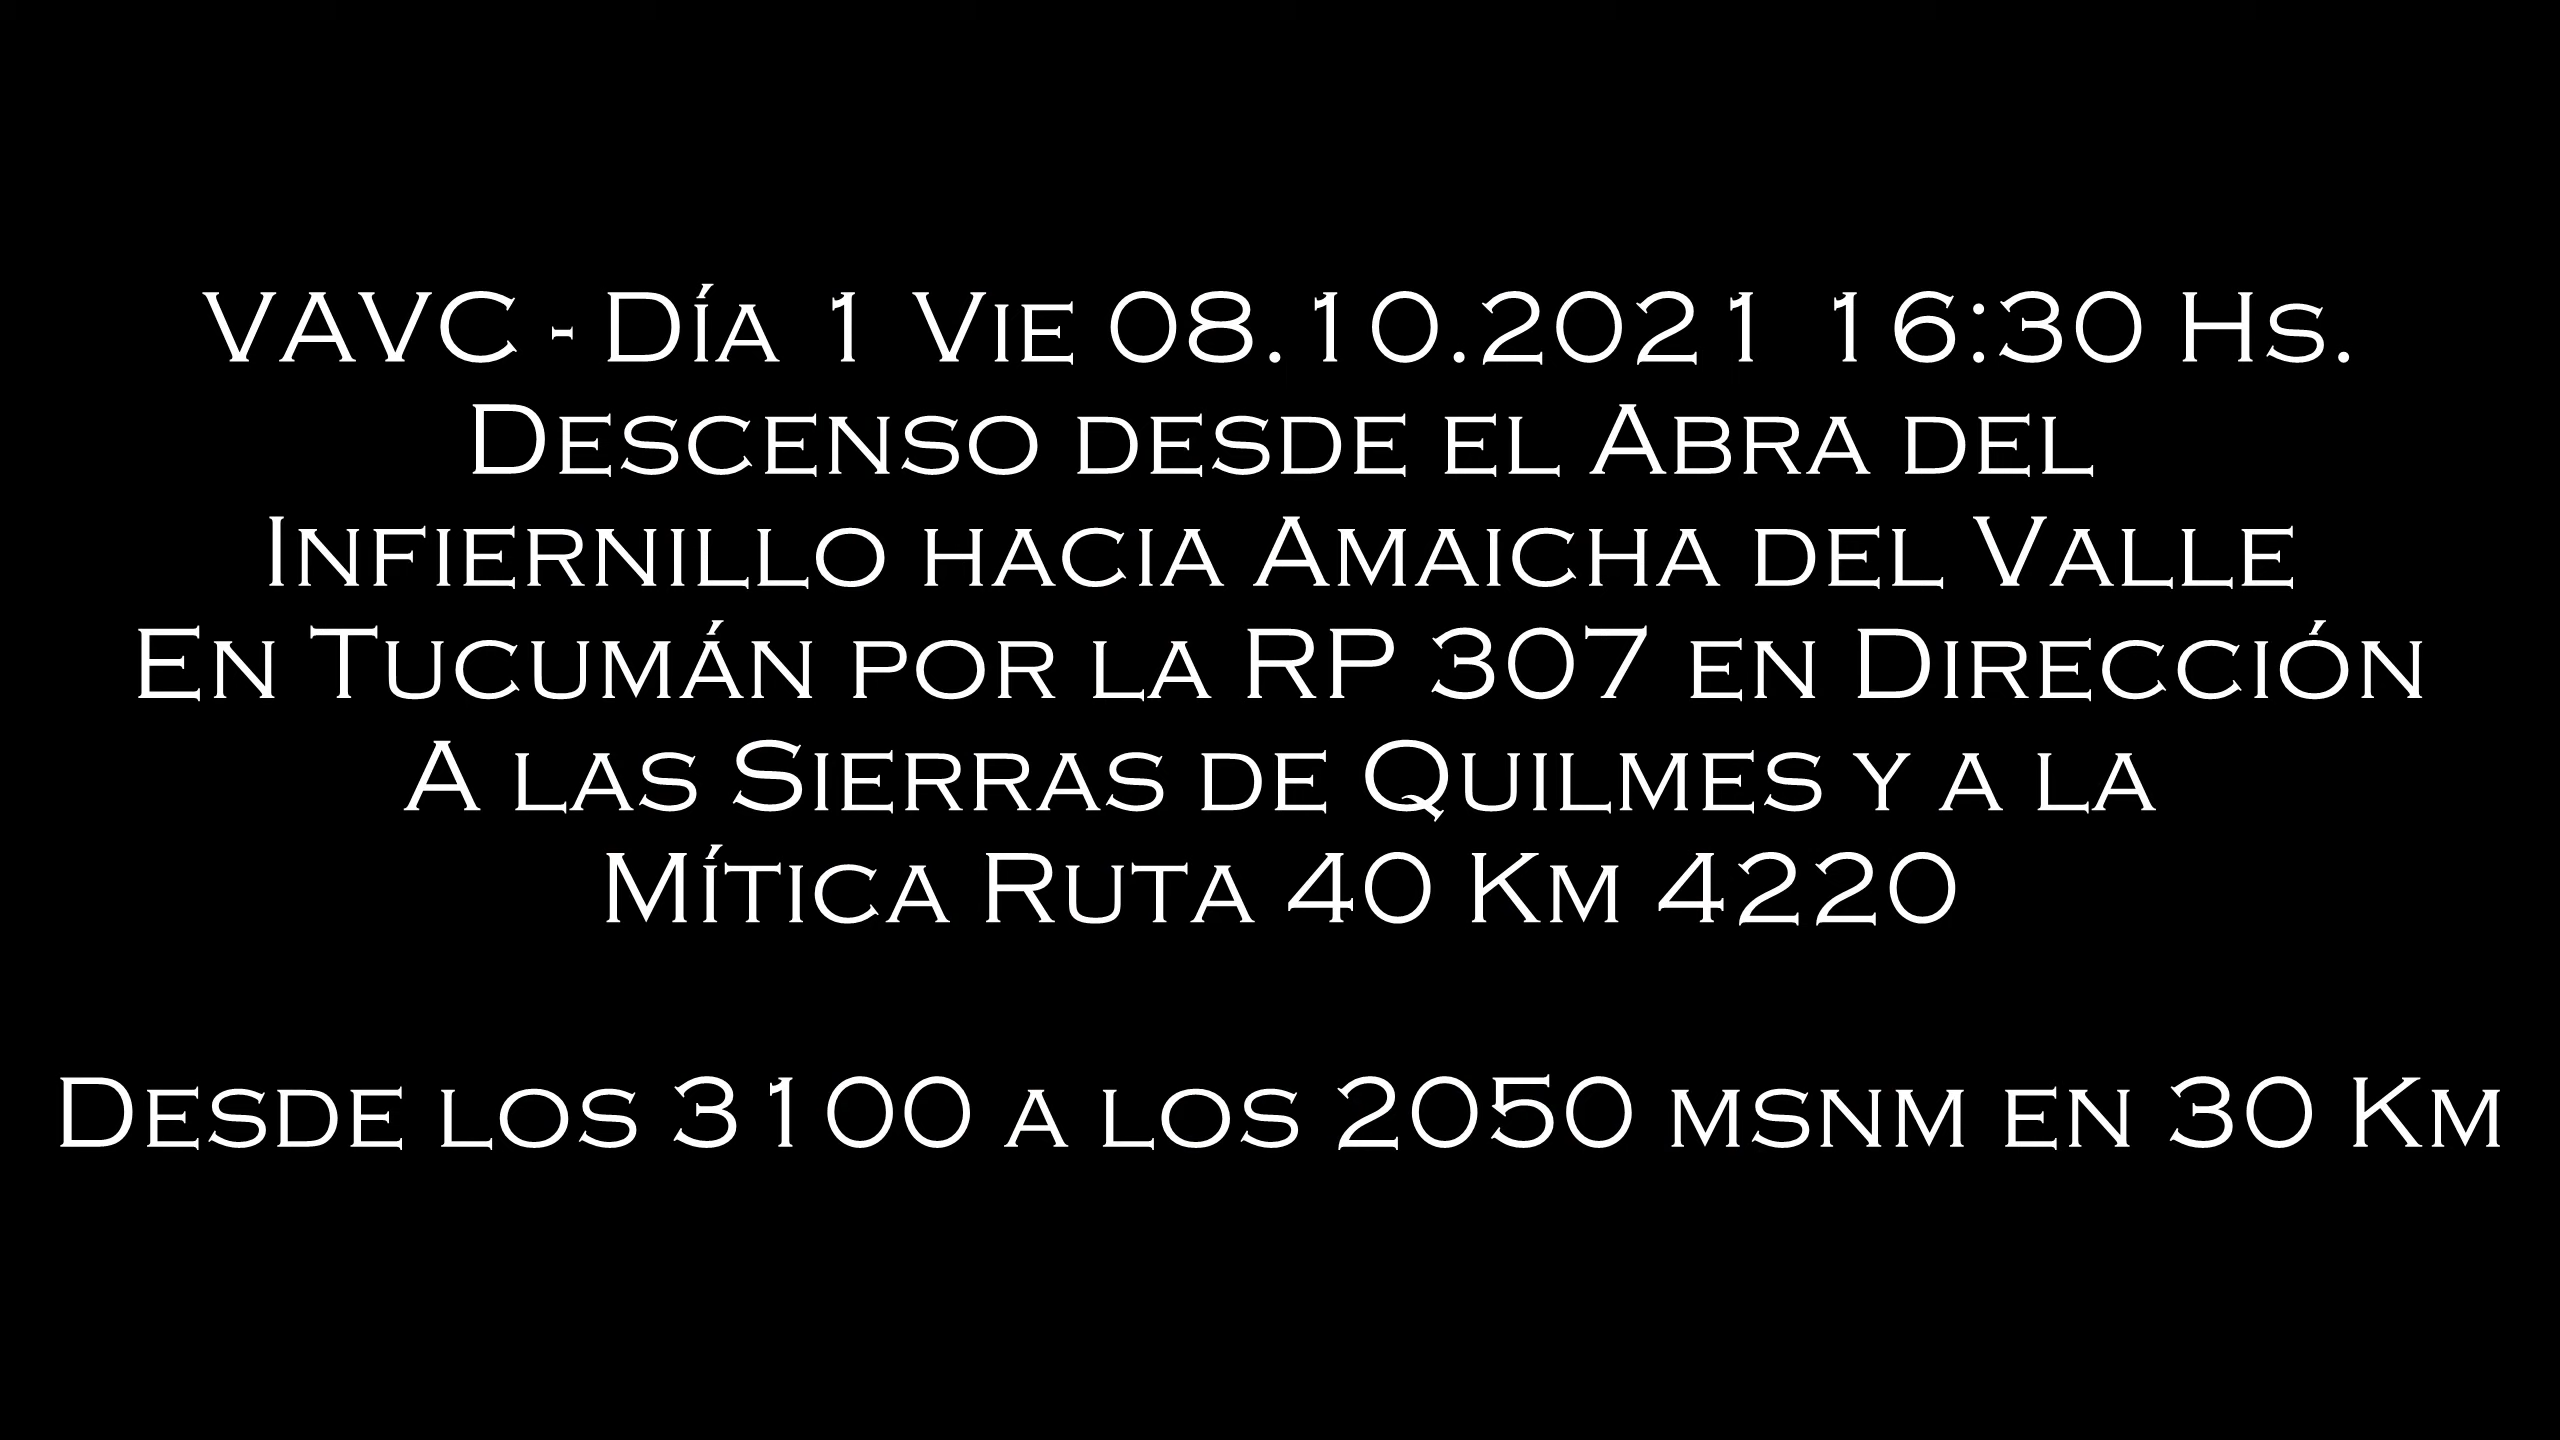 VAVC - Día 1 Vie 08.10.2021 16:30 Hs.
Descenso desde el Abra del
Infiernillo hacia Amaicha del Valle
En Tucumán por la RP 307 en Dirección
A las Sierras de Quilmes y a la
Mítica Ruta 40 Km 4220
Desde los 3100 a los 2050 msnm en 30 Km